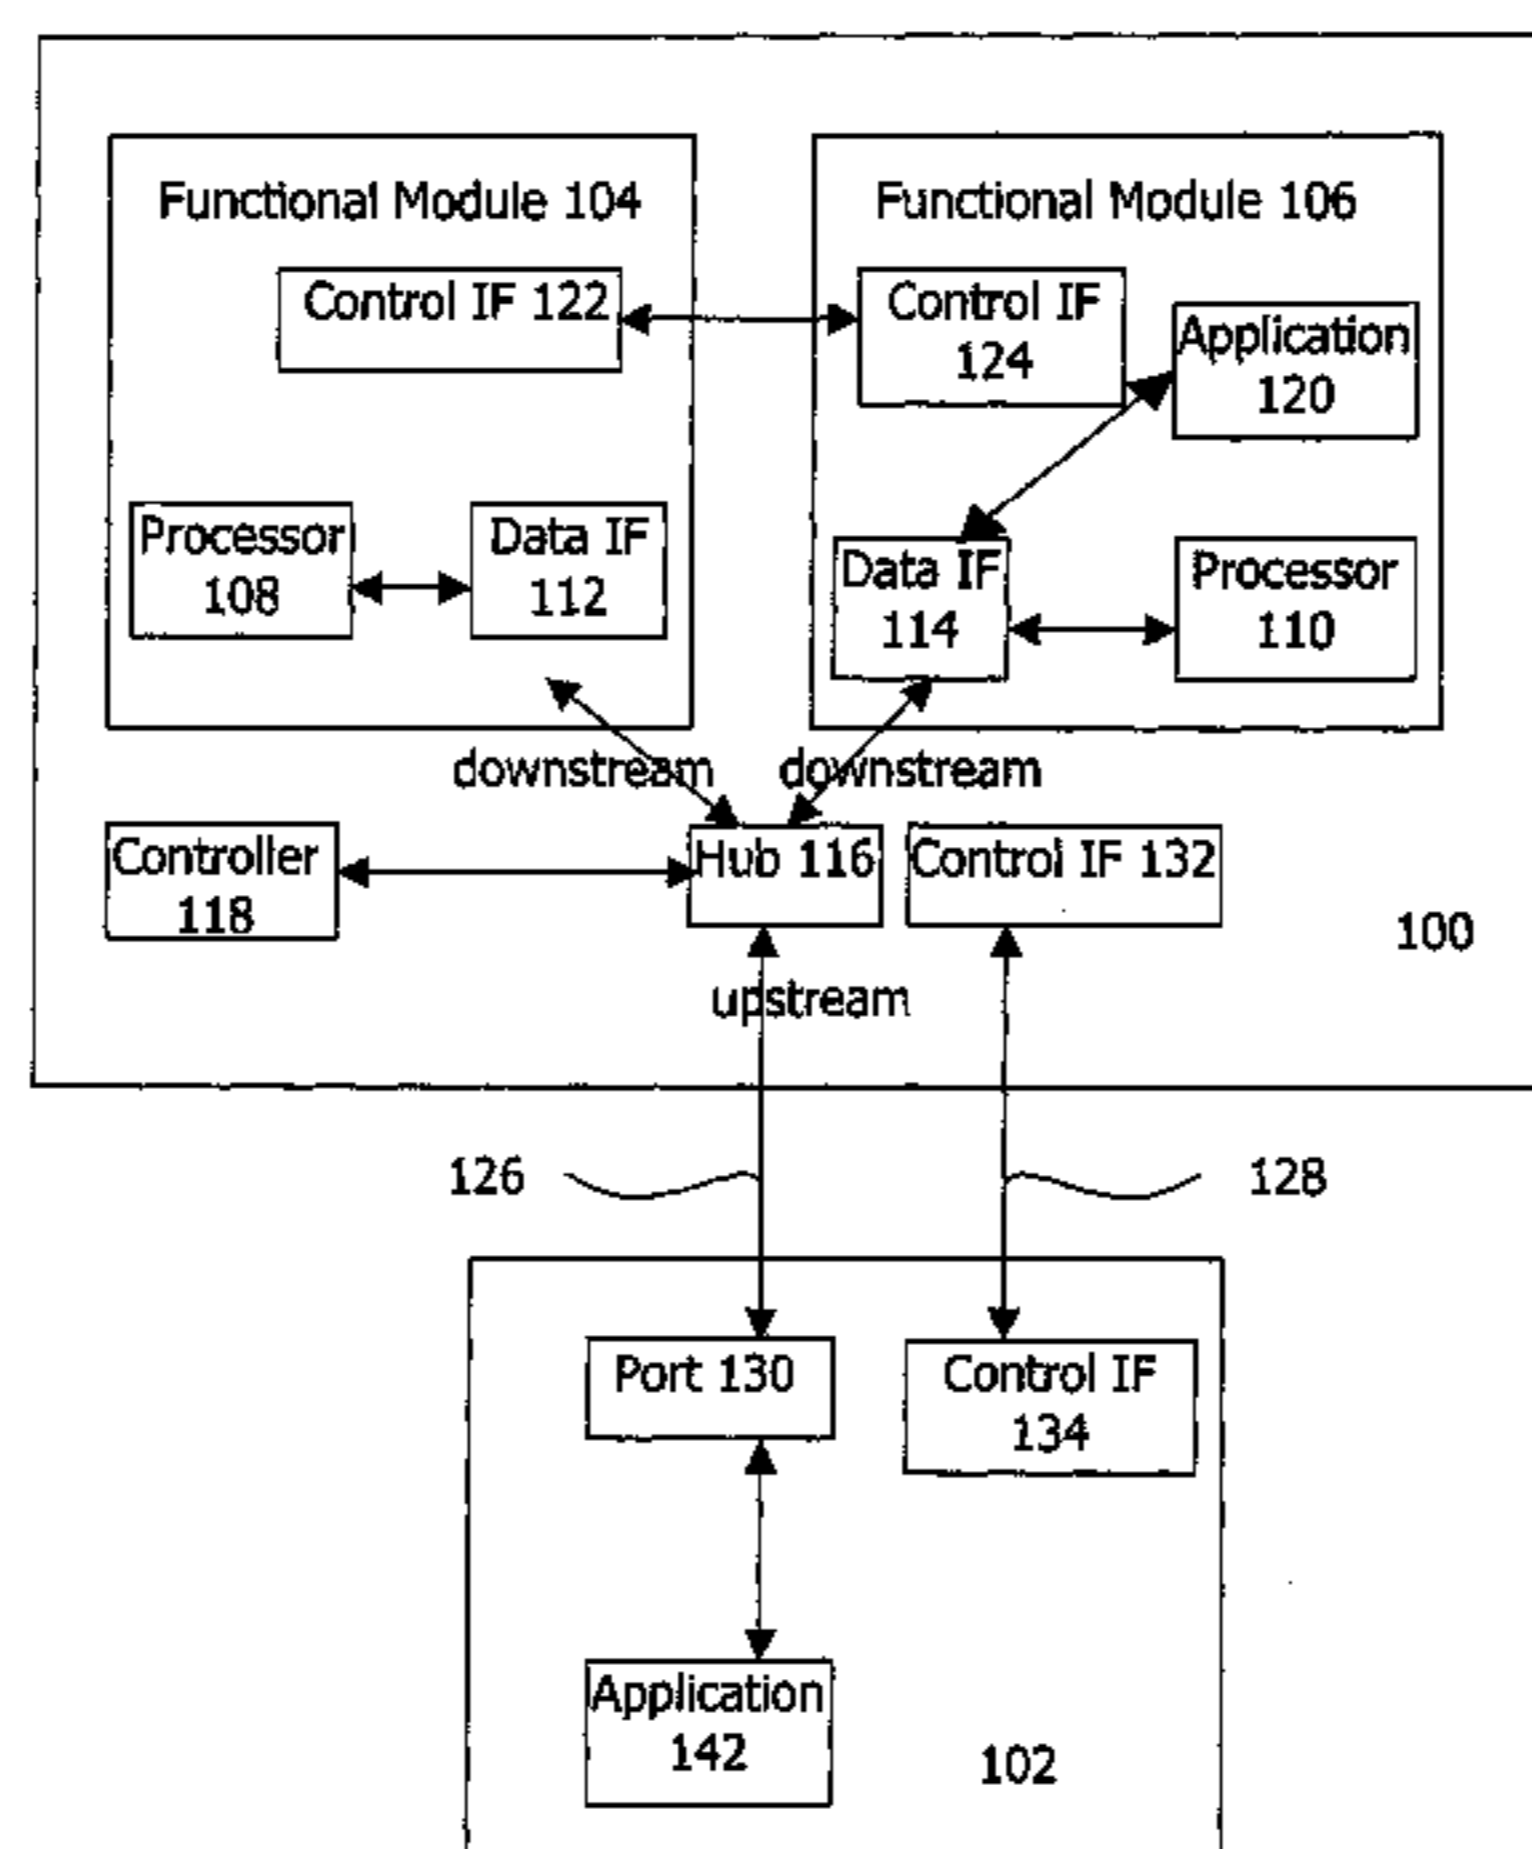 Functional Module 104
Control IF 122
Processor
108
Data IF
112
Functional Module 106
Control IF
124
Application
120
Data IF
114
Processor
110
downstream
downstream
Controller
118
Hub 116
Control IF 132
100
upstream
126
128
Port 130
Control IF
134
Application
142
102